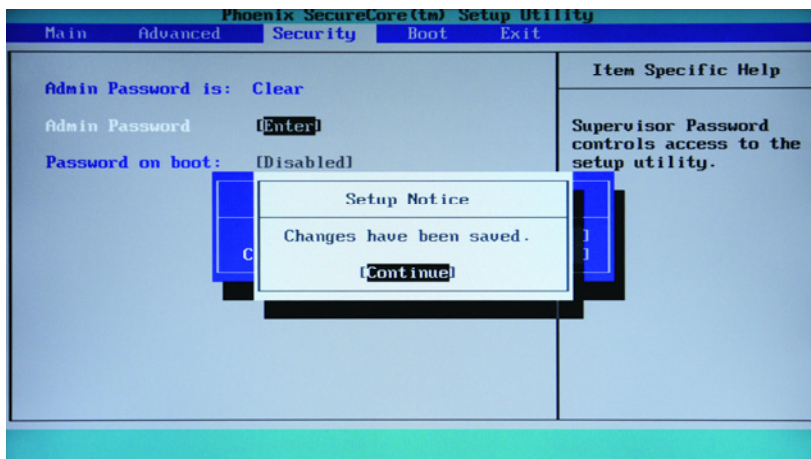 Phoenix SecureCore(tm) Setup Utility
Main Advanced Security Boot Exit
Item Specific Help
Admin Password is: Clear
Admin Password [Enter]
Password on boot: [Disabled]
Supervisor Password
controls access to the
setup utility.
Setup Notice
Changes have been saved.
[Continue]